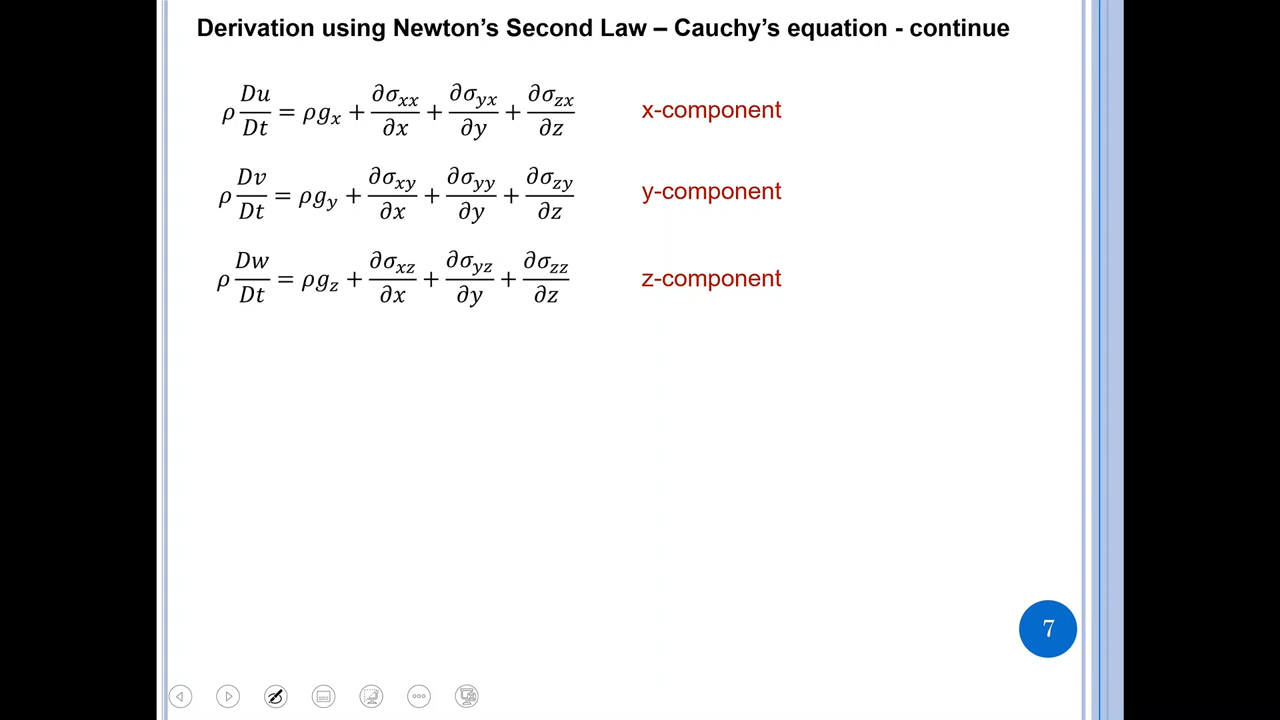 Derivation using Newton's Second Law – Cauchy's equation - continue
ρ Du/Dt = ρg_x + ∂σ_xx/∂x + ∂σ_yx/∂y + ∂σ_zx/∂z x-component
ρ Dv/Dt = ρg_y + ∂σ_xy/∂x + ∂σ_yy/∂y + ∂σ_zy/∂z y-component
ρ Dw/Dt = ρg_z + ∂σ_xz/∂x + ∂σ_yz/∂y + ∂σ_zz/∂z z-component
7